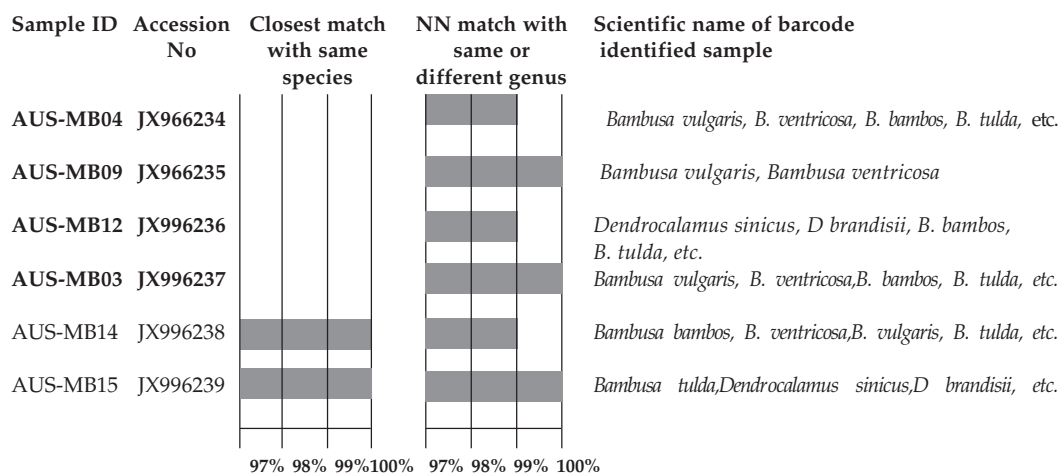 Sample ID Accession No Closest match with same species NN match with same or different genus Scientific name of barcode identified sample
AUS-MB04 JX966234 Bambusa vulgaris, B. ventricosa, B. bambos, B. tulda, etc.
AUS-MB09 JX966235 Bambusa vulgaris, Bambusa ventricosa
AUS-MB12 JX996236 Dendrocalamus sinicus, D brandisii, B. bambos,
B. tulda, etc.
AUS-MB03 JX996237 Bambusa vulgaris, B. ventricosa,B. bambos, B. tulda, etc.
AUS-MB14 JX996238 Bambusa bambos, B. ventricosa,B. vulgaris, B. tulda, etc.
AUS-MB15 JX996239 Bambusa tulda,Dendrocalamus sinicus,D brandisii, etc.
97% 98% 99%100% 97% 98% 99% 100%